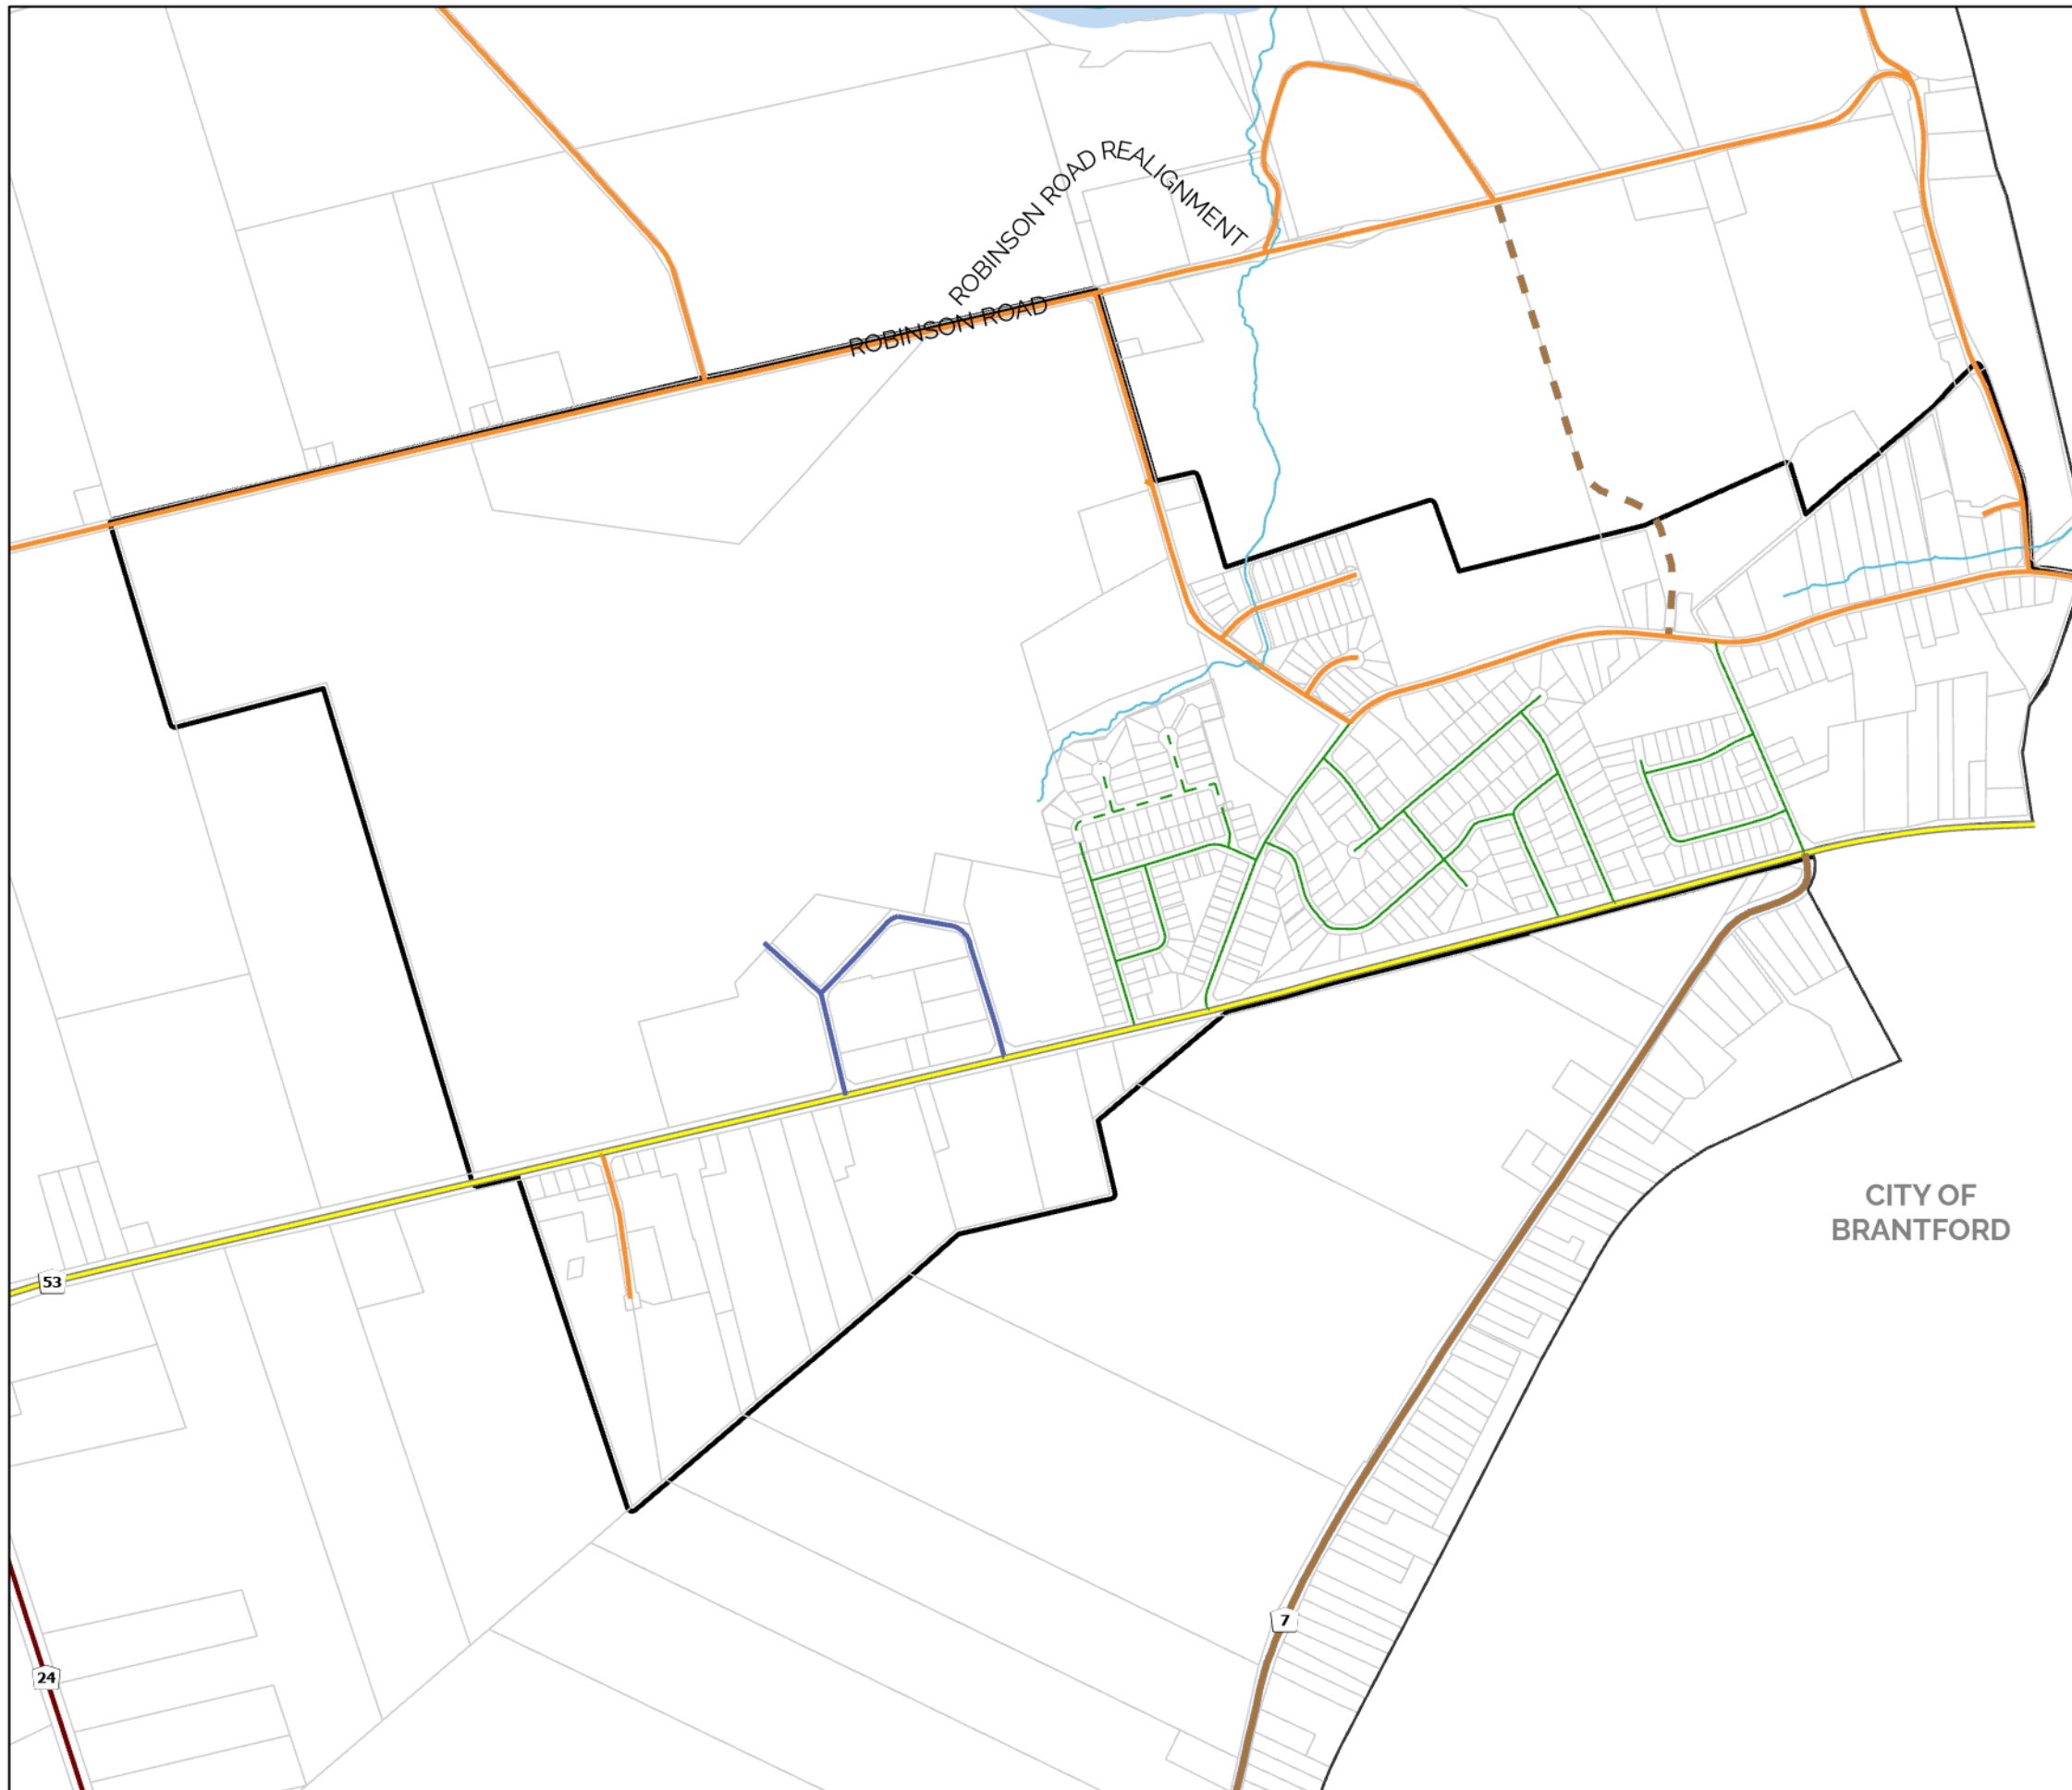 ROBINSON ROAD REALIGNMENT
ROBINSON ROAD
CITY OF
BRANTFORD
53
7
24